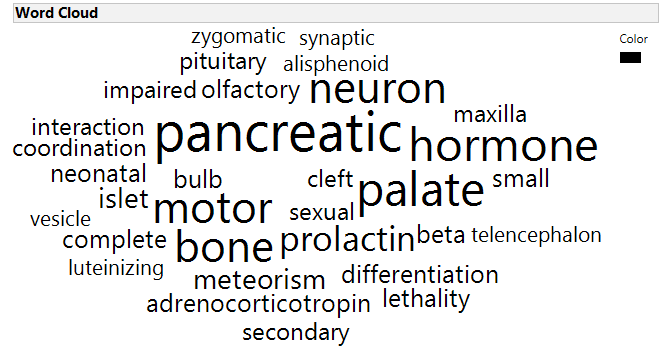 Word Cloud
Color
zygomatic synaptic
pituitary alisphenoid
impaired olfactory neuron
maxilla
interaction pancreatic hormone
coordination
neonatal bulb cleft palate small
islet motor sexual
vesicle
complete bone prolactin beta telencephalon
luteinizing
meteorism differentiation
adrenocorticotropin lethality
secondary